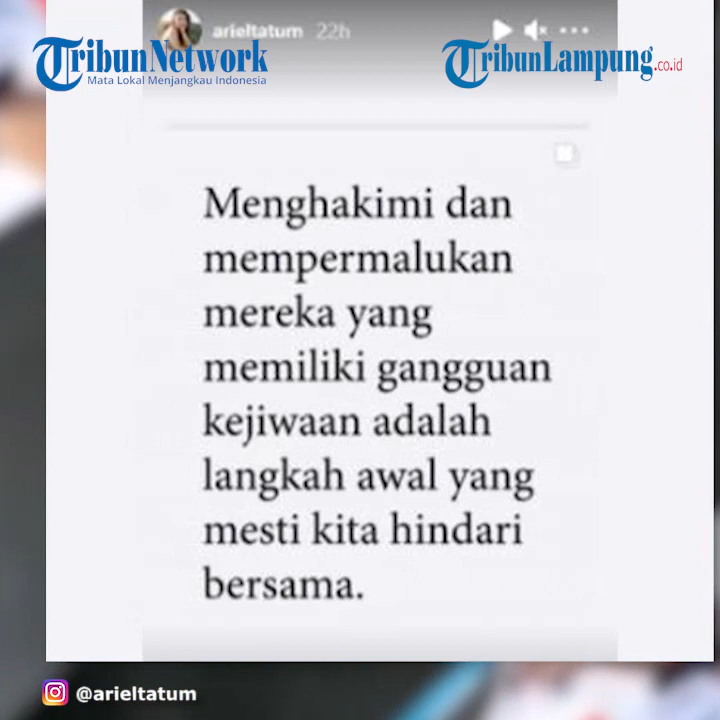 arieltatum 22h
TribunNetwork
Mata Lokal Menjangkau Indonesia
TribunLampung.co.id
Menghakimi dan
mempermalukan
mereka yang
memiliki gangguan
kejiwaan adalah
langkah awal yang
mesti kita hindari
bersama.
@arieltatum